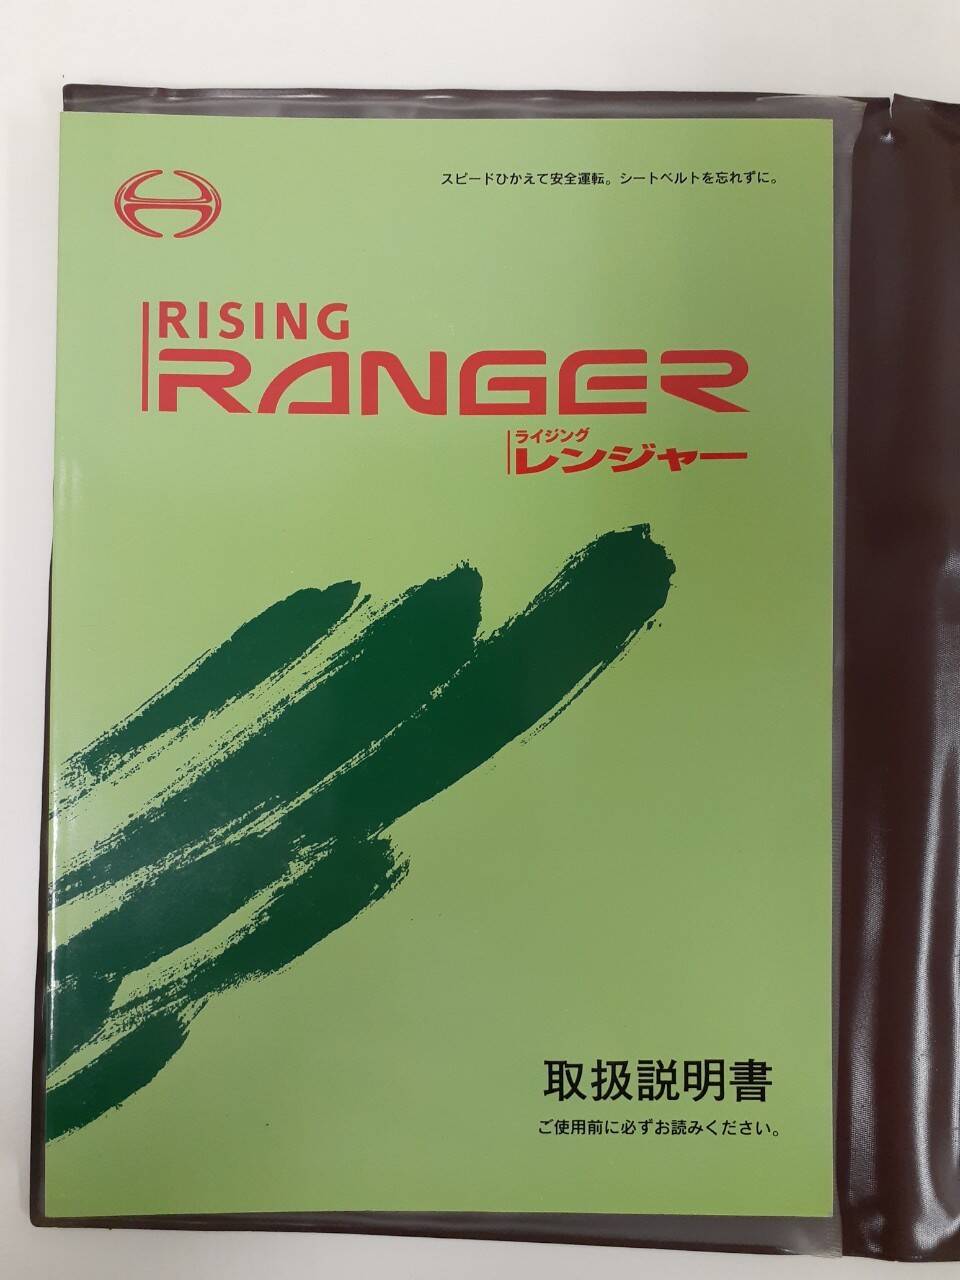 スピードひかえて安全運転。シートベルトを忘れずに。
RISING
RANGER
ライジング
レンジャー
取扱説明書
ご使用前に必ずお読みください。